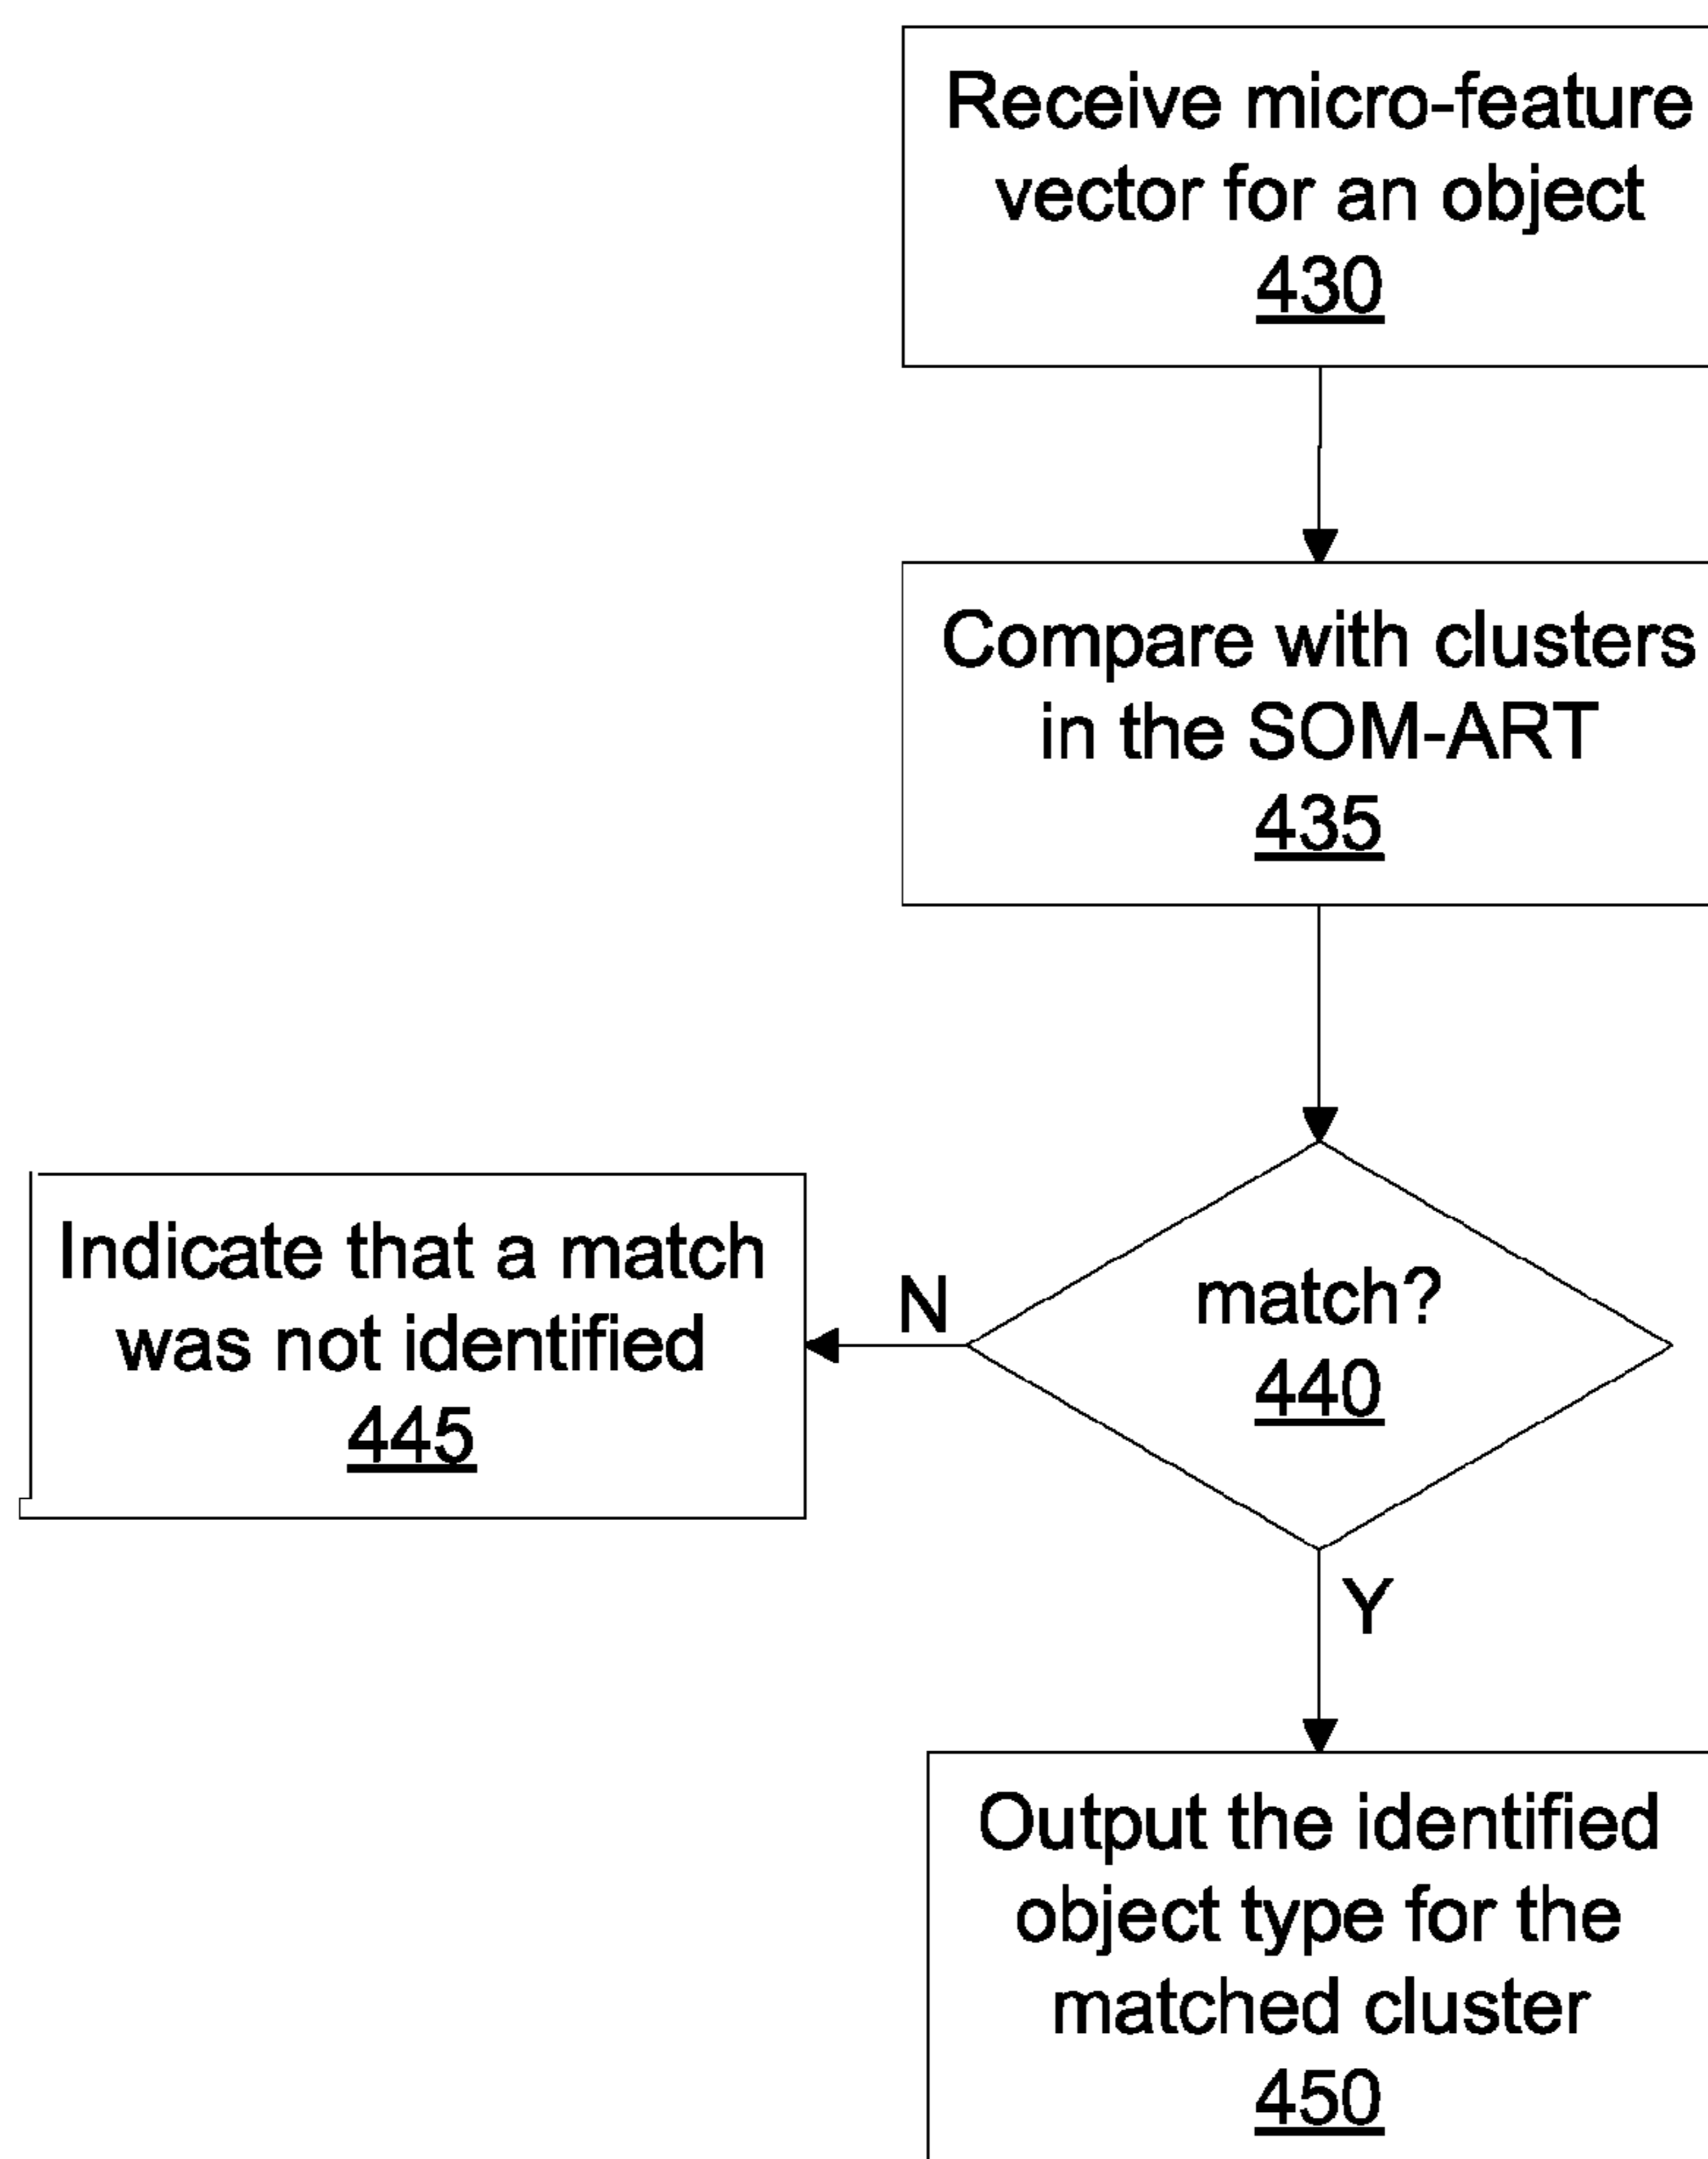 Receive micro-feature
vector for an object
430
Compare with clusters
in the SOM-ART
435
match?
440
N
Indicate that a match
was not identified
445
Y
Output the identified
object type for the
matched cluster
450